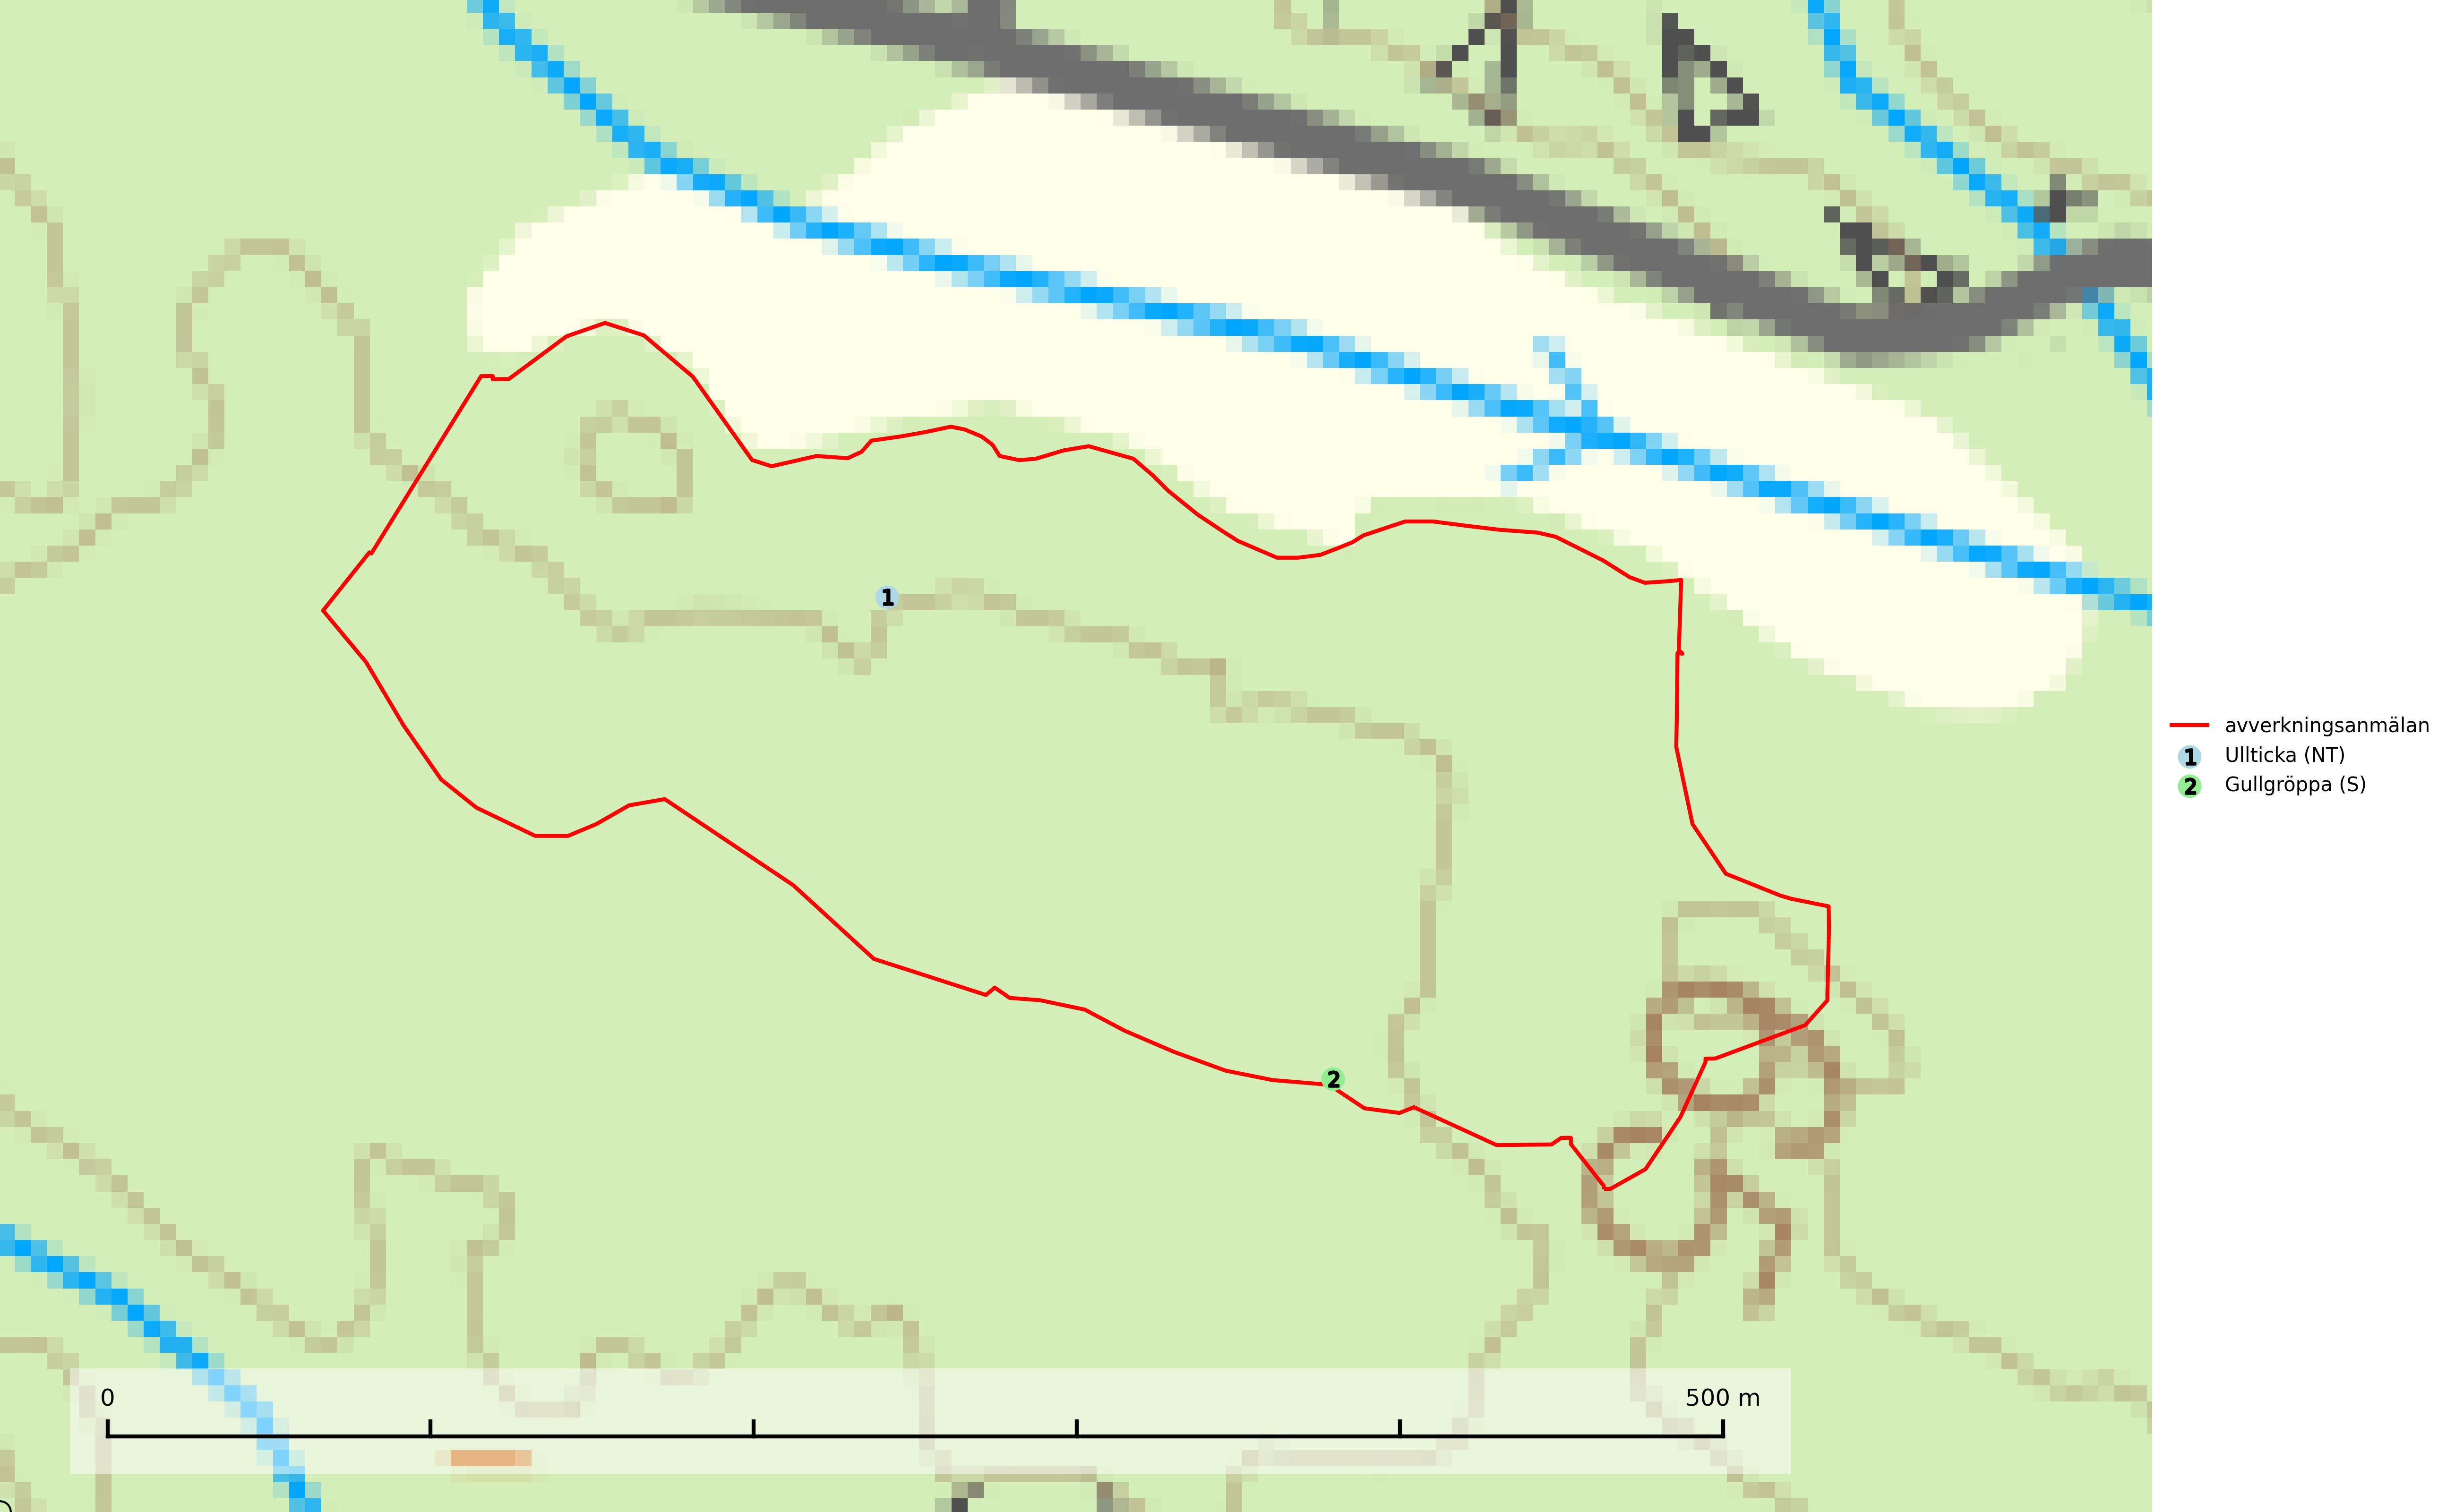 1
2
avverkningsanmälan
1 Ullticka (NT)
2 Gullgröppa (S)
0 500 m